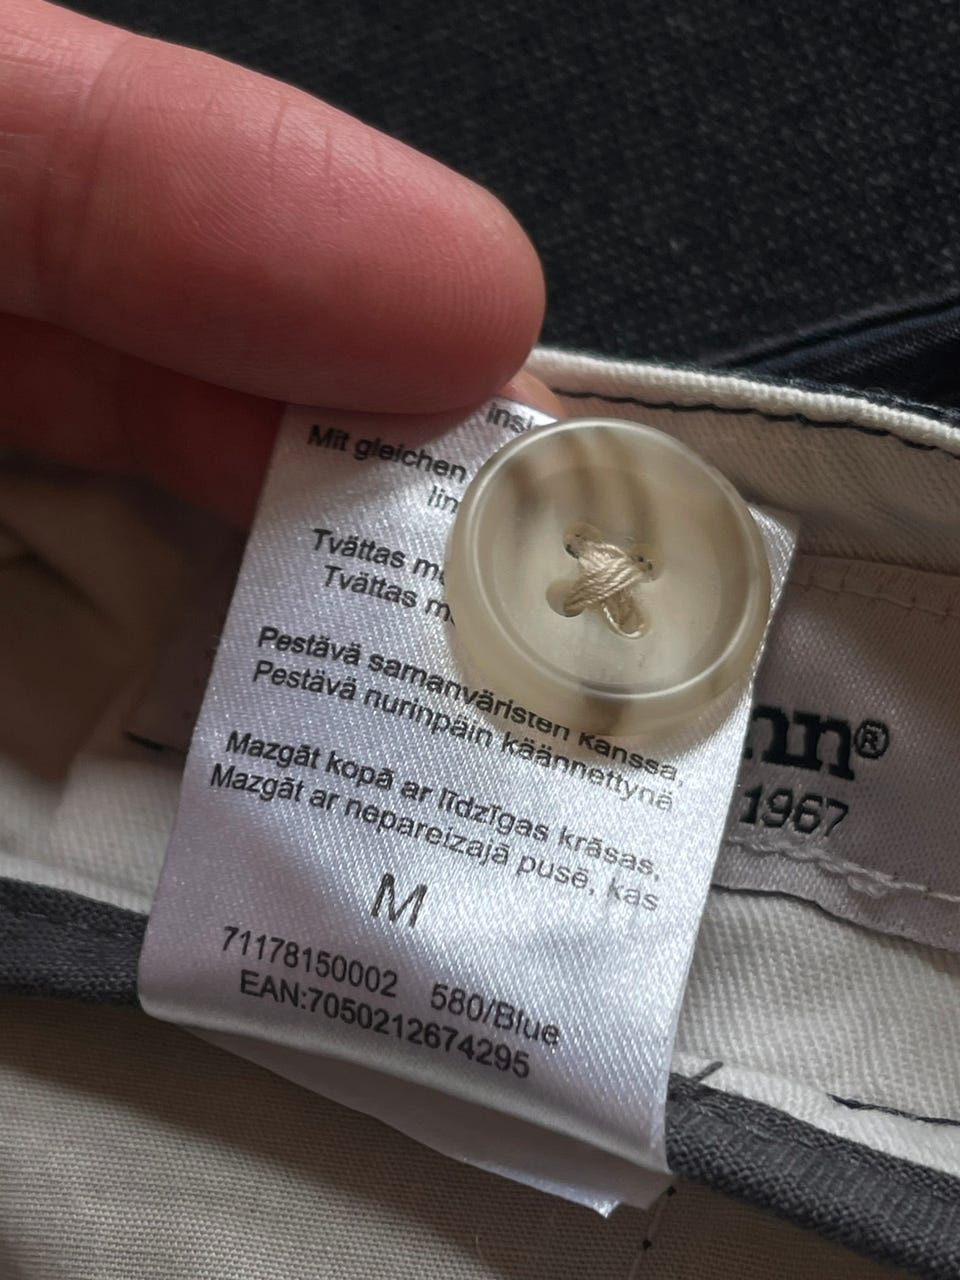 Mit gleichen
Tvättas
Tvättas
Pestävä samanväristen kanssa,
Pestävä nurinpäin käännettynä
Mazgāt kopā ar līdzīgas krāsas,
Mazgāt ar nepareizajā pusē, kas
M
71178150002 580/Blue
EAN:7050212674295
nn®
1967